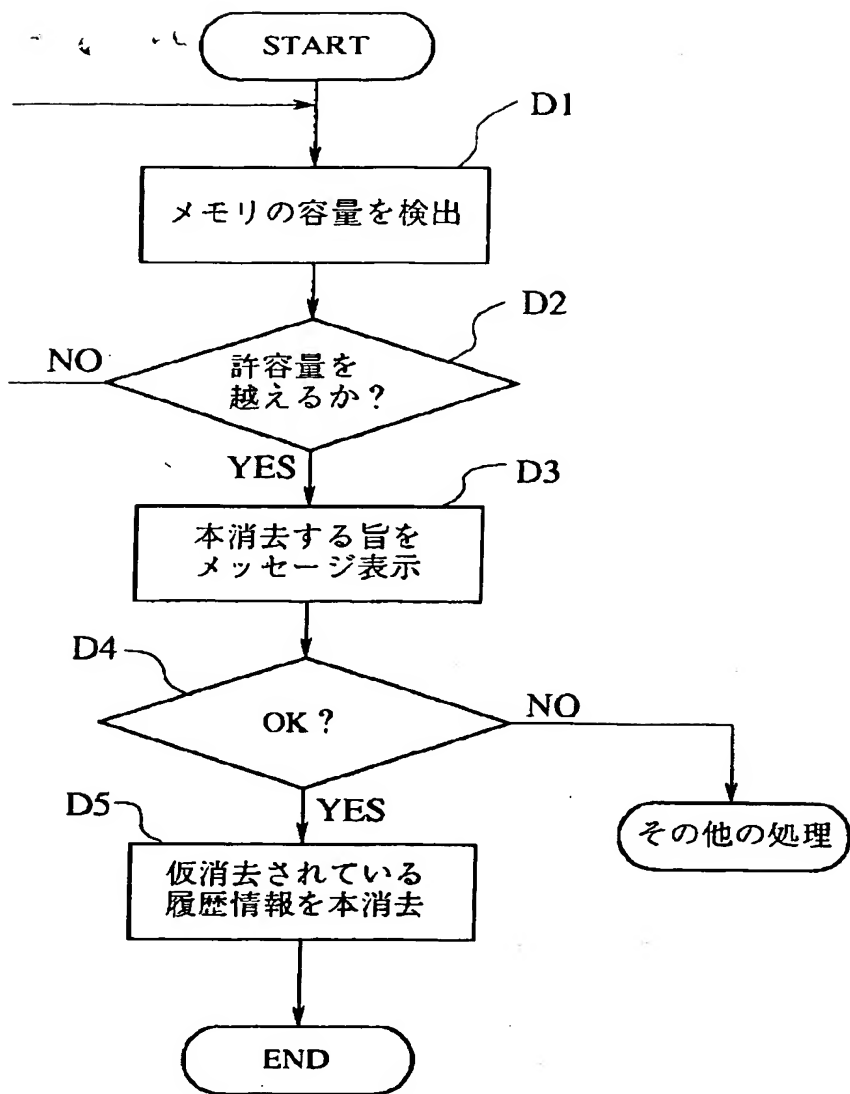 START
D1
メモリの容量を検出
D2
NO
許容量を
越えるか？
YES
D3
本消去する旨を
メッセージ表示
D4
OK？
NO
D5
YES
その他の処理
仮消去されている
履歴情報を本消去
END